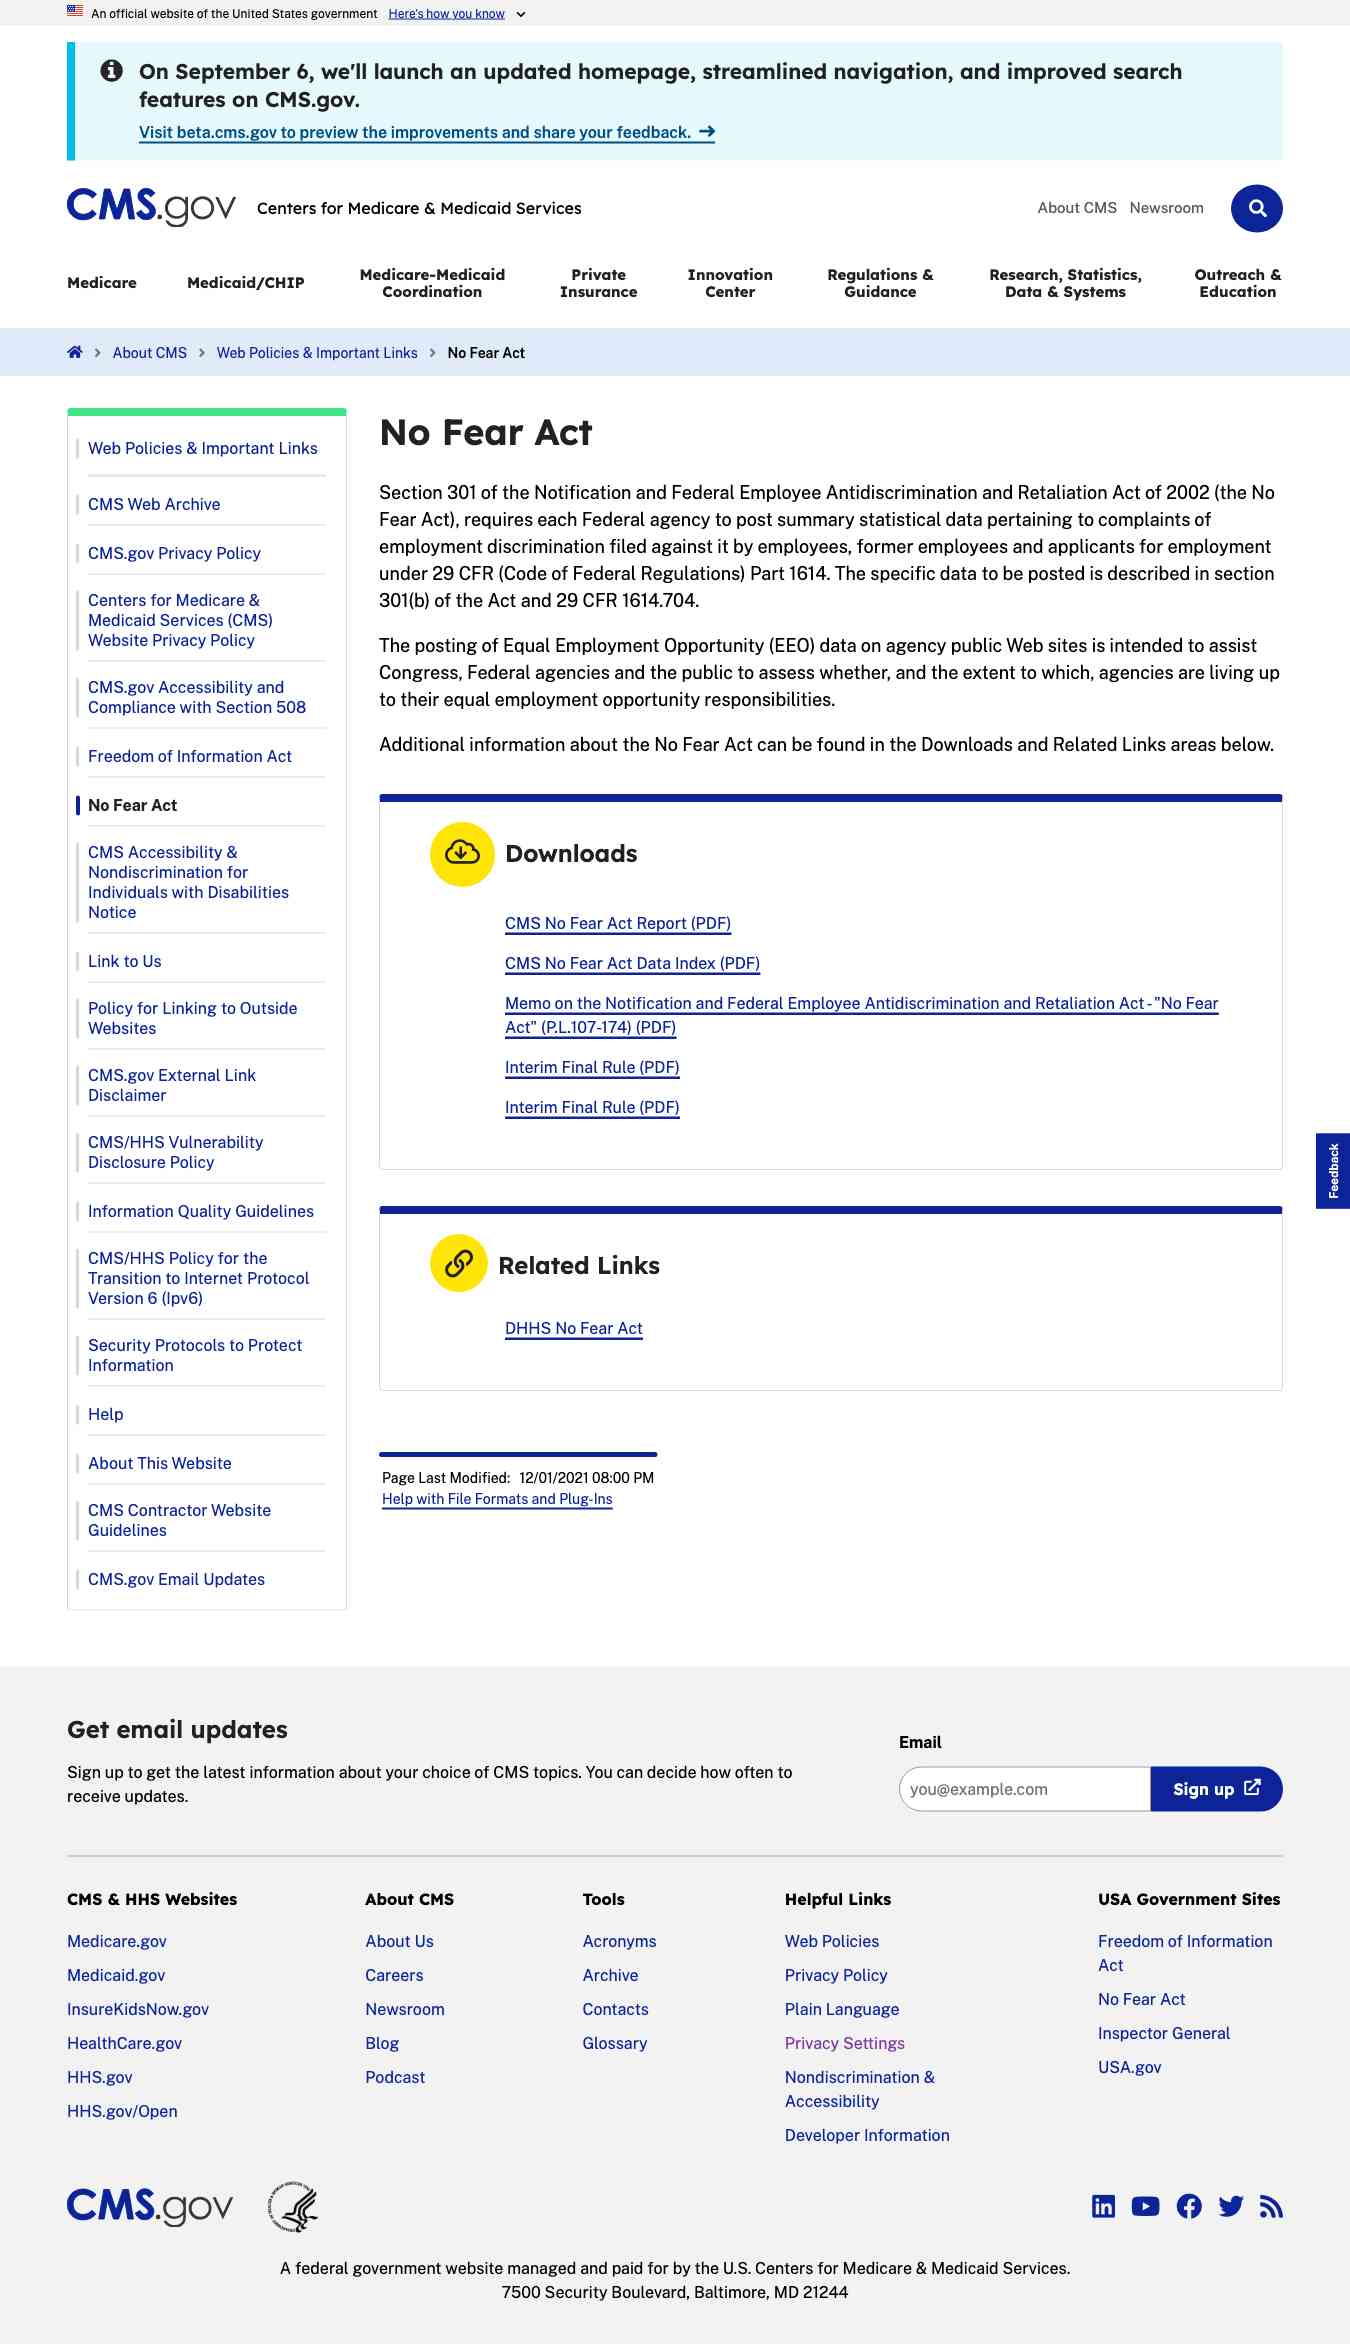 An official website of the United States government Here's how you know
On September 6, we'll launch an updated homepage, streamlined navigation, and improved search
features on CMS.gov.
Visit beta.cms.gov to preview the improvements and share your feedback.
CMS.gov Centers for Medicare & Medicaid Services
About CMS Newsroom
Medicare
Medicaid/CHIP
Medicare-Medicaid
Coordination
Private
Insurance
Innovation
Center
Regulations &
Guidance
Research, Statistics,
Data & Systems
Outreach &
Education
About CMS Web Policies & Important Links No Fear Act
Web Policies & Important Links
CMS Web Archive
CMS.gov Privacy Policy
Centers for Medicare &
Medicaid Services (CMS)
Website Privacy Policy
CMS.gov Accessibility and
Compliance with Section 508
Freedom of Information Act
No Fear Act
CMS Accessibility &
Nondiscrimination for
Individuals with Disabilities
Notice
Link to Us
Policy for Linking to Outside
Websites
CMS.gov External Link
Disclaimer
CMS/HHS Vulnerability
Disclosure Policy
Information Quality Guidelines
CMS/HHS Policy for the
Transition to Internet Protocol
Version 6 (Ipv6)
Security Protocols to Protect
Information
Help
About This Website
CMS Contractor Website
Guidelines
CMS.gov Email Updates
No Fear Act
Section 301 of the Notification and Federal Employee Antidiscrimination and Retaliation Act of 2002 (the No
Fear Act), requires each Federal agency to post summary statistical data pertaining to complaints of
employment discrimination filed against it by employees, former employees and applicants for employment
under 29 CFR (Code of Federal Regulations) Part 1614. The specific data to be posted is described in section
301(b) of the Act and 29 CFR 1614.704.
The posting of Equal Employment Opportunity (EEO) data on agency public Web sites is intended to assist
Congress, Federal agencies and the public to assess whether, and the extent to which, agencies are living up
to their equal employment opportunity responsibilities.
Additional information about the No Fear Act can be found in the Downloads and Related Links areas below.
Downloads
CMS No Fear Act Report (PDF)
CMS No Fear Act Data Index (PDF)
Memo on the Notification and Federal Employee Antidiscrimination and Retaliation Act - "No Fear
Act" (P.L.107-174) (PDF)
Interim Final Rule (PDF)
Interim Final Rule (PDF)
Feedback
Related Links
DHHS No Fear Act
Page Last Modified: 12/01/2021 08:00 PM
Help with File Formats and Plug-Ins
Get email updates
Sign up to get the latest information about your choice of CMS topics. You can decide how often to
receive updates.
Email
you@example.com
Sign up
CMS & HHS Websites
Medicare.gov
Medicaid.gov
InsureKidsNow.gov
HealthCare.gov
HHS.gov
HHS.gov/Open
About CMS
About Us
Careers
Newsroom
Blog
Podcast
Tools
Acronyms
Archive
Contacts
Glossary
Helpful Links
Web Policies
Privacy Policy
Plain Language
Privacy Settings
Nondiscrimination &
Accessibility
Developer Information
USA Government Sites
Freedom of Information
Act
No Fear Act
Inspector General
USA.gov
CMS.gov
A federal government website managed and paid for by the U.S. Centers for Medicare & Medicaid Services.
7500 Security Boulevard, Baltimore, MD 21244